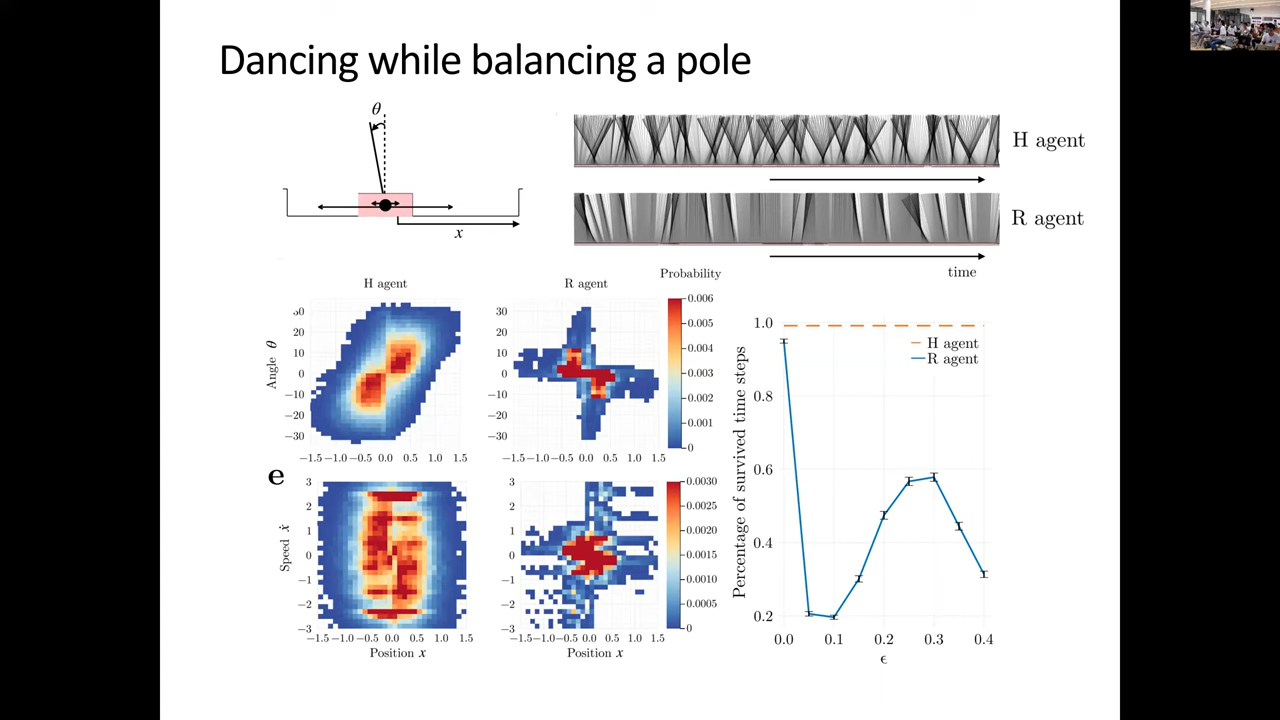 Dancing while balancing a pole
θ
x
H agent
R agent
time
Probability
H agent
R agent
Angle θ
30
20
10
0
−10
−20
−30
−1.5 −1.0 −0.5 0.0 0.5 1.0 1.5
30
20
10
0
−10
−20
−30
−1.5 −1.0 −0.5 0.0 0.5 1.0 1.5
0.006
0.005
0.004
0.003
0.002
0.001
0
e
Speed ẋ
3
2
1
0
−1
−2
−3
−1.5 −1.0 −0.5 0.0 0.5 1.0 1.5
Position x
3
2
1
0
−1
−2
−3
−1.5 −1.0 −0.5 0.0 0.5 1.0 1.5
Position x
0.0030
0.0025
0.0020
0.0015
0.0010
0.0005
0
Percentage of survived time steps
1.0
0.8
0.6
0.4
0.2
H agent
R agent
0.0 0.1 0.2 0.3 0.4
ϵ